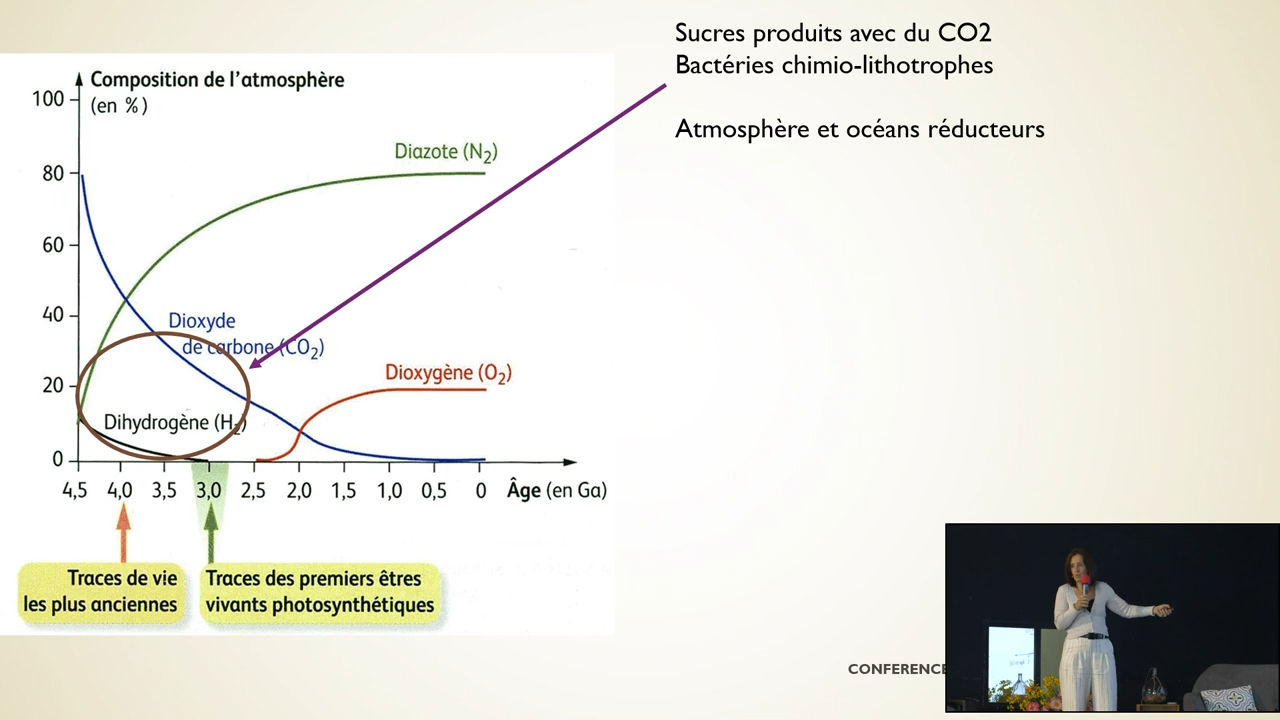 Sucres produits avec du CO2
Bactéries chimio-lithotrophes
Atmosphère et océans réducteurs
Composition de l'atmosphère
(en %)
100
80
60
40
20
0
Diazote (N₂)
Dioxyde
de carbone (CO₂)
Dioxygène (O₂)
Dihydrogène (H₂)
4,5 4,0 3,5 3,0 2,5 2,0 1,5 1,0 0,5 0 Âge (en Ga)
Traces de vie
les plus anciennes
Traces des premiers êtres
vivants photosynthétiques
CONFERENCE